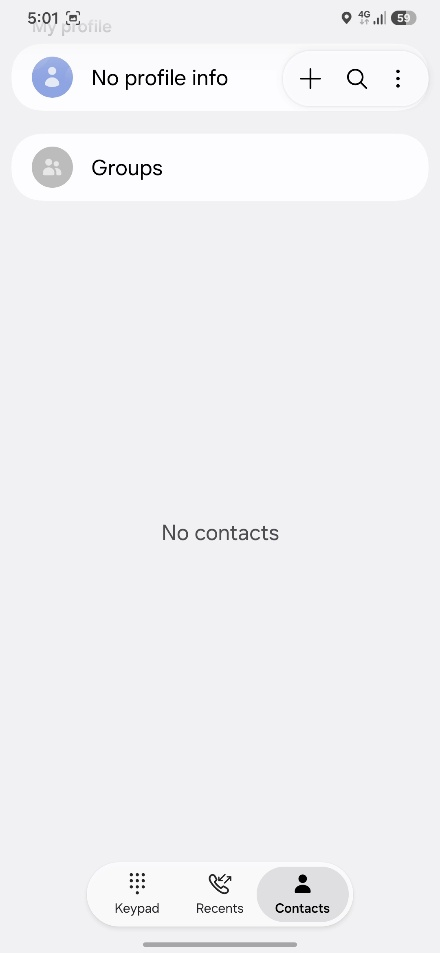 5:01
4G
59
My profile
No profile info
Groups
No contacts
Keypad
Recents
Contacts